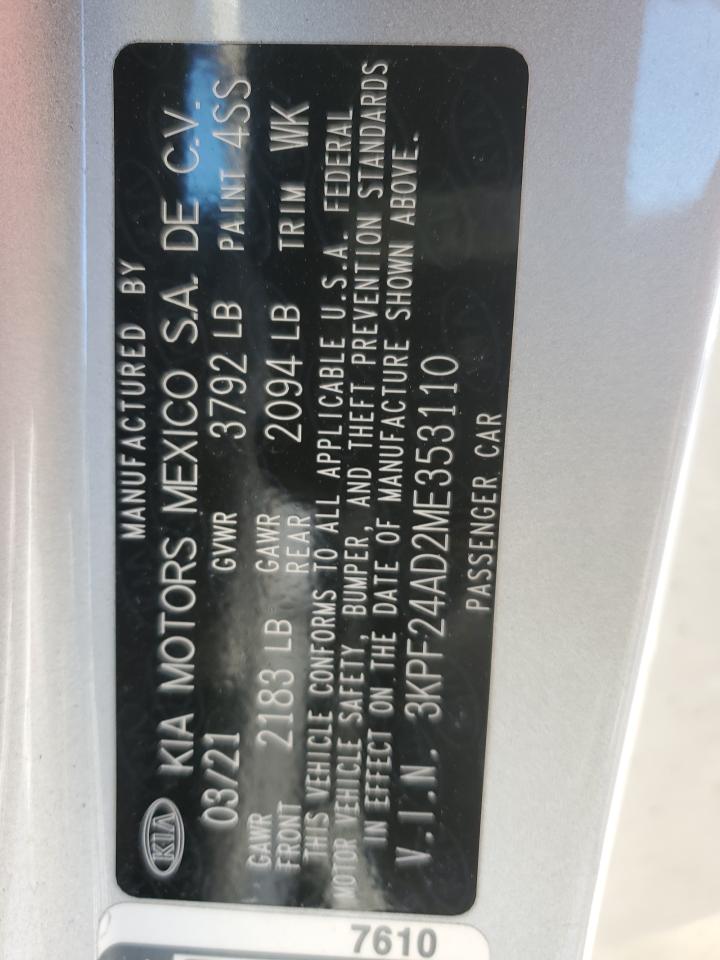 MANUFACTURED BY
KIA KIA MOTORS MEXICO S.A. DE C.V.
03/21 GVWR 3792 LB PAINT 4SS
GAWR FRONT 2183 LB GAWR REAR 2094 LB TRIM WK
THIS VEHICLE CONFORMS TO ALL APPLICABLE U.S.A. FEDERAL
MOTOR VEHICLE SAFETY, BUMPER, AND THEFT PREVENTION STANDARDS
IN EFFECT ON THE DATE OF MANUFACTURE SHOWN ABOVE.
V.I.N. 3KPF24AD2ME353110
PASSENGER CAR
7610